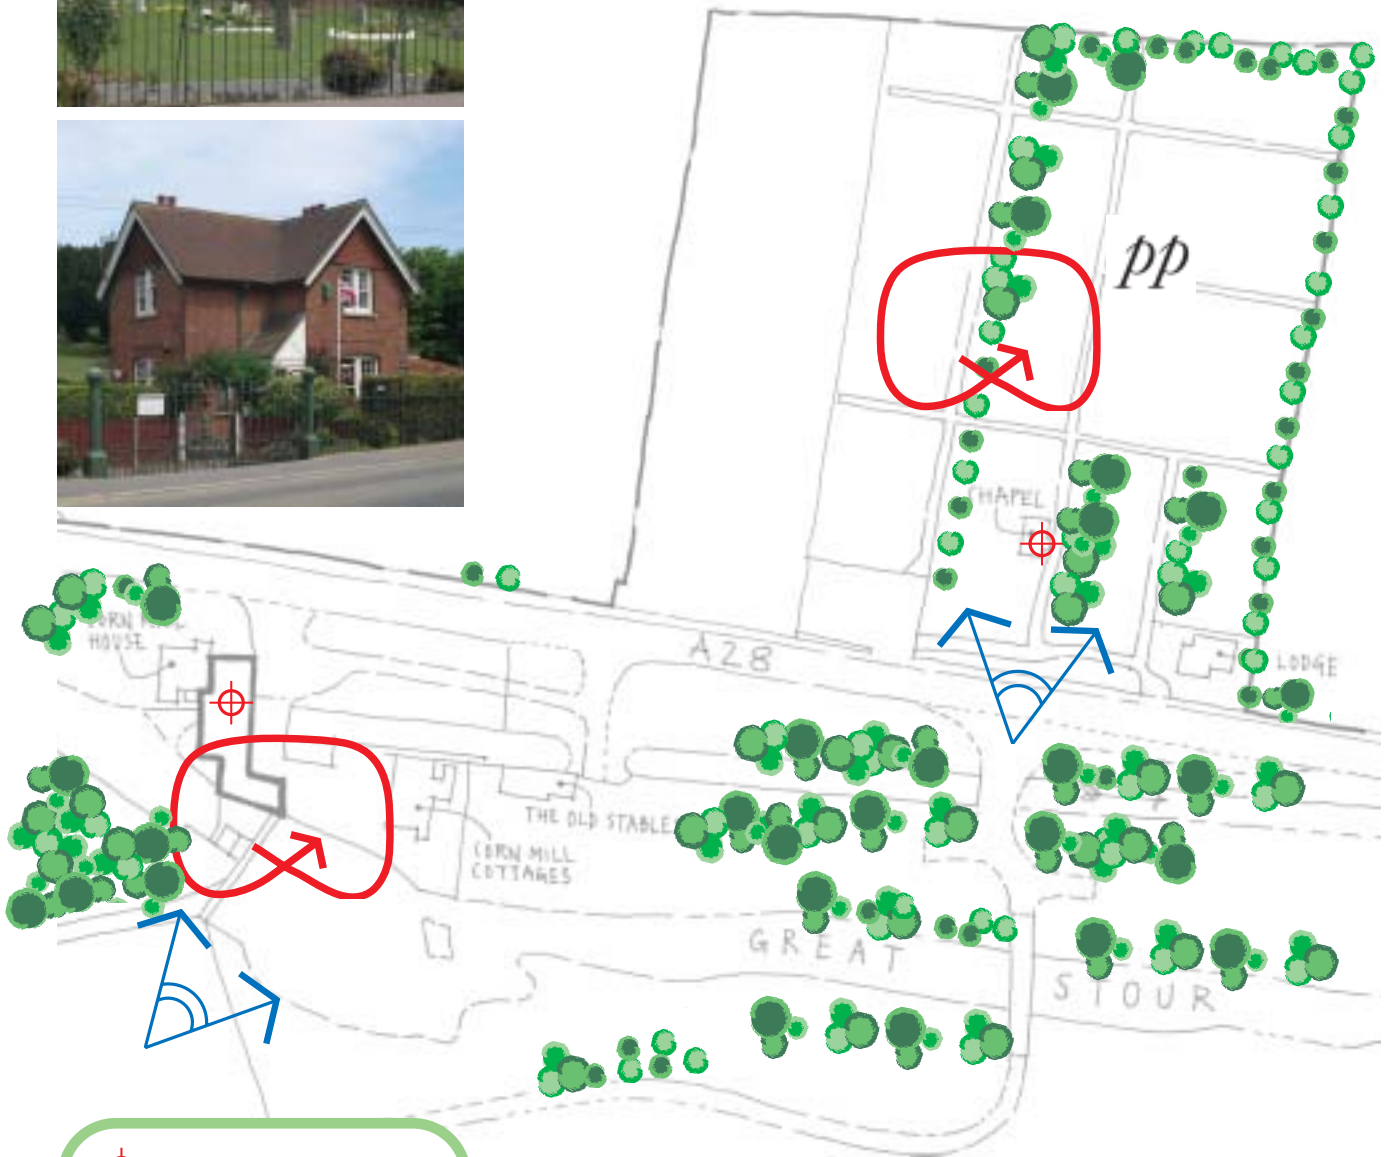 pp
CHAPEL
HOUSE
A28
LODGE
THE OLD STABLE
CORN MILL
COTTAGES
GREAT
STOUR